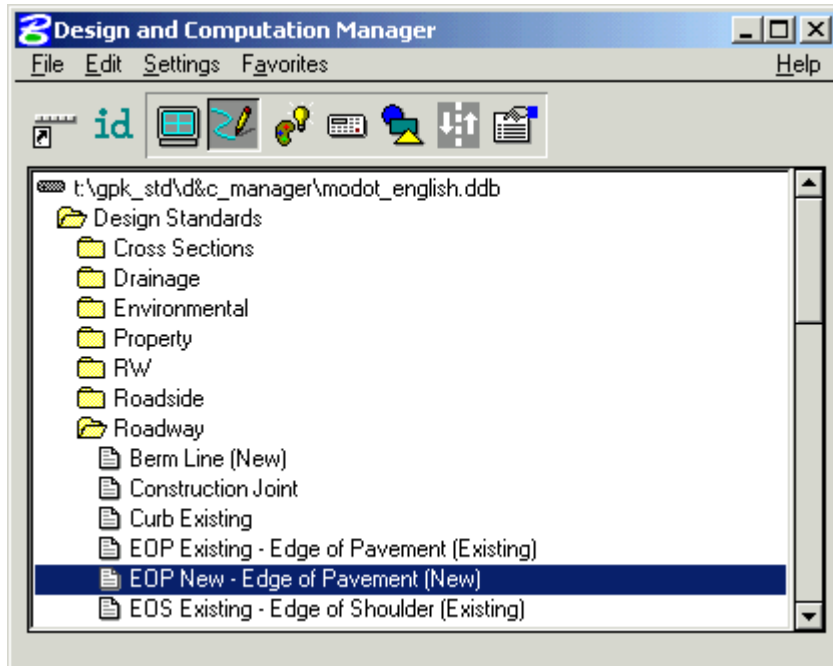 Design and Computation Manager
File Edit Settings Favorites Help
id
t:\gpk_std\d&c_manager\modot_english.ddb
Design Standards
Cross Sections
Drainage
Environmental
Property
RW
Roadside
Roadway
Berm Line (New)
Construction Joint
Curb Existing
EOP Existing - Edge of Pavement (Existing)
EOP New - Edge of Pavement (New)
EOS Existing - Edge of Shoulder (Existing)